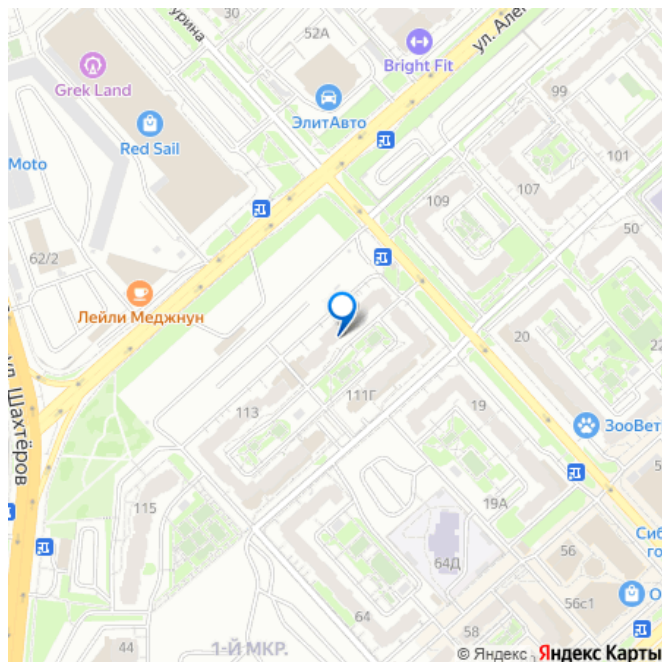 30
урина
52А
ул. Але
Bright Fit
Grek Land
ЭлитАвто
99
Red Sail
Moto
101
107
109
62/2
50
Лейли Меджнун
20
22
ул. Шахтёров
111Г
113
19
ЗооВет
115
19А
5
Сиб
го
64Д
56
О
56с1
64
58
44
1-Й МКР.
© Яндекс Яндекс Карты